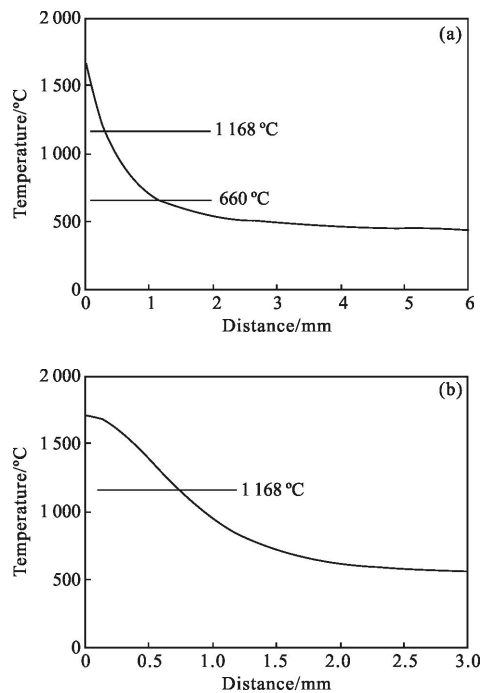 (a)
2 000
1 500
1 000
500
0
Temperature/ºC
1 168 ºC
660 ºC
0 1 2 3 4 5 6
Distance/mm
(b)
2 000
1 500
1 000
500
0
Temperature/ºC
1 168 ºC
0 0.5 1.0 1.5 2.0 2.5 3.0
Distance/mm